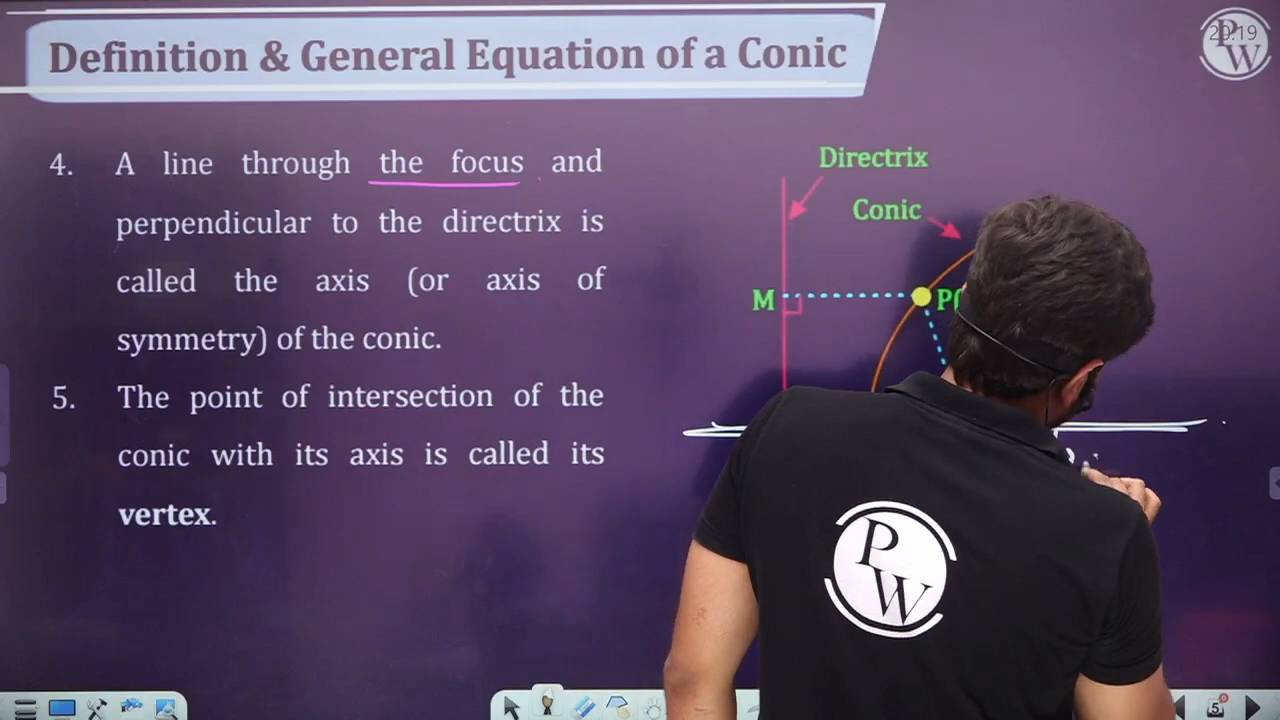 Definition & General Equation of a Conic
4. A line through the focus and
perpendicular to the directrix is
called the axis (or axis of
symmetry) of the conic.
5. The point of intersection of the
conic with its axis is called its
vertex.
Directrix
Conic
M
P(
PW
PW
5